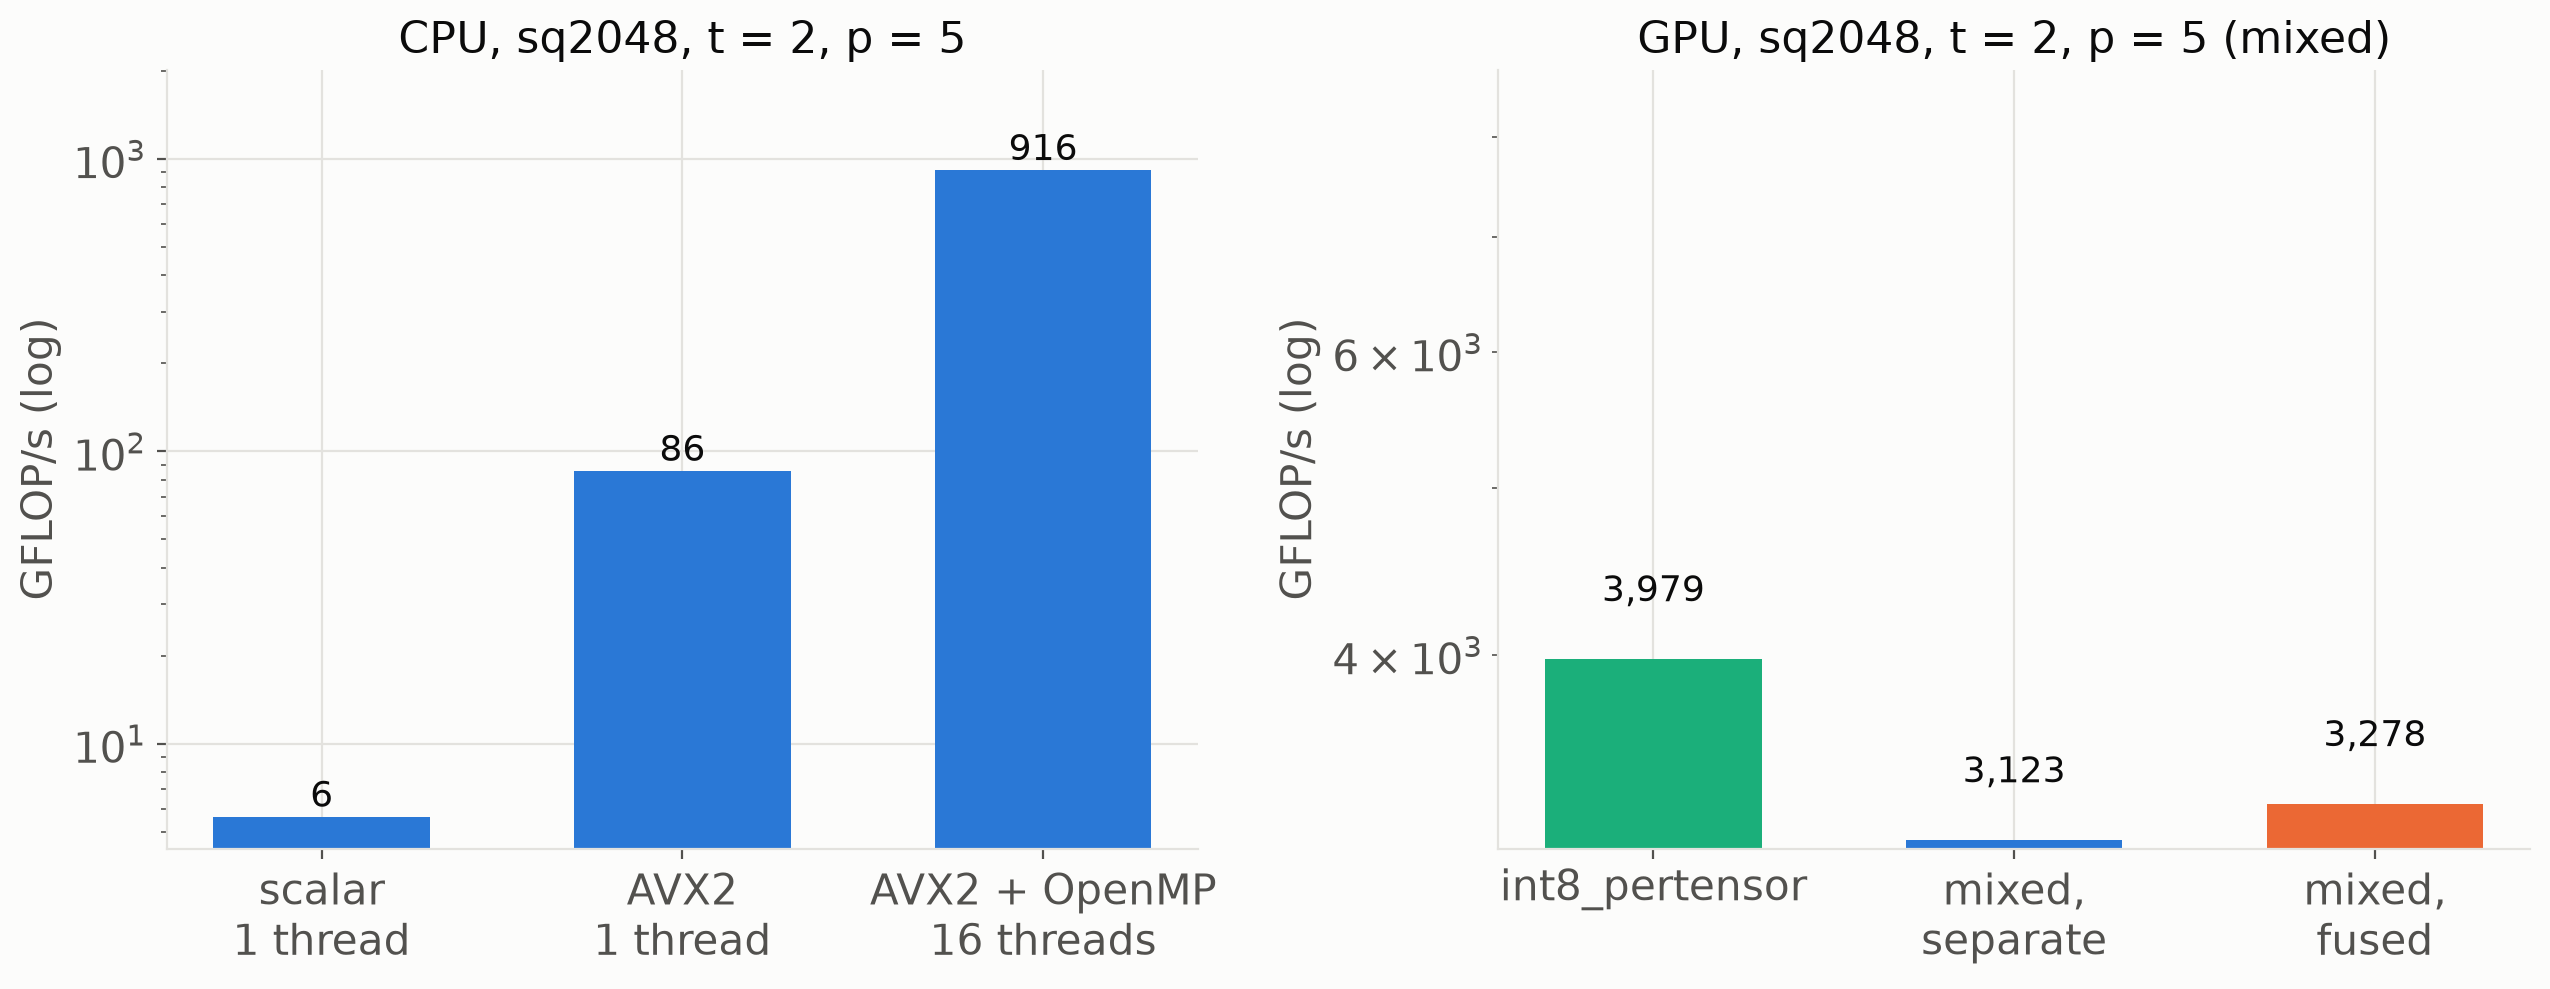 CPU, sq2048, t = 2, p = 5
GFLOP/s (log)
10³
10²
10¹
6
86
916
scalar
1 thread
AVX2
1 thread
AVX2 + OpenMP
16 threads
GPU, sq2048, t = 2, p = 5 (mixed)
GFLOP/s (log)
6 × 10³
4 × 10³
3,979
3,123
3,278
int8_pertensor
mixed,
separate
mixed,
fused